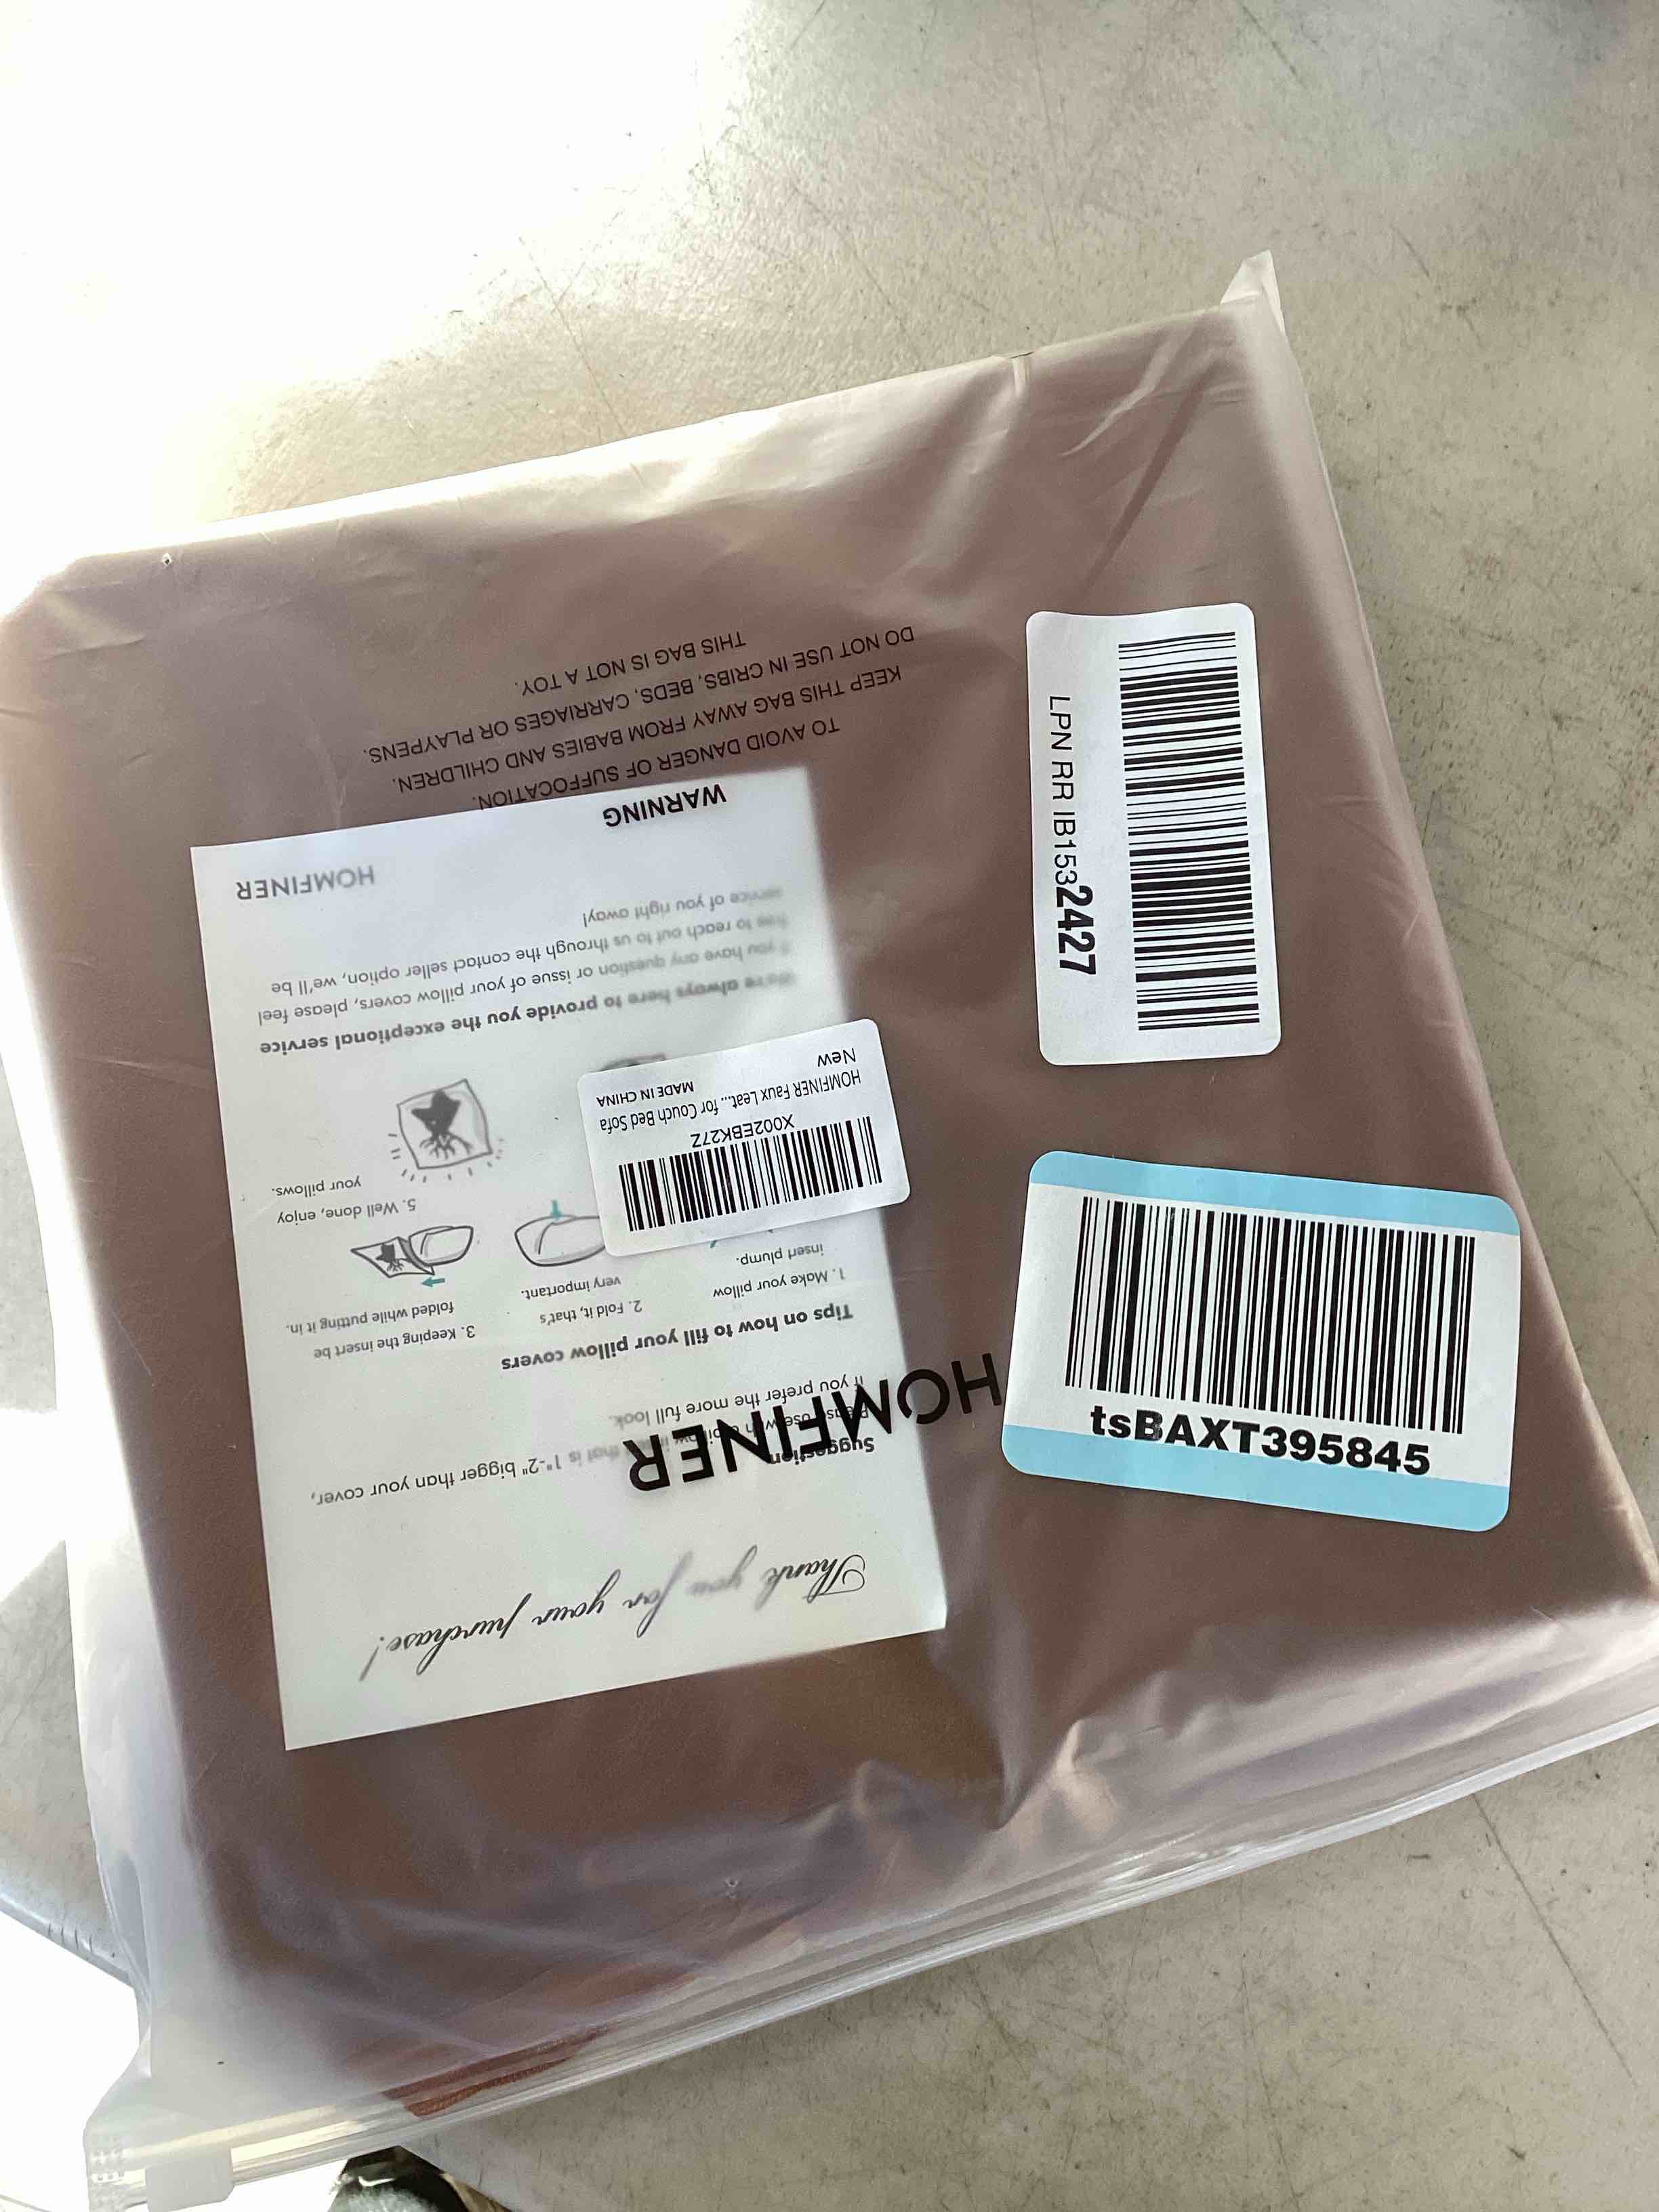 Thank you for your purchase!
Suggestion
Please use with a pillow insert that is 1"-2" bigger than your cover,
if you prefer the more full look.
HOMFINER
Tips on how to fill your pillow covers
1. Make your pillow
insert plump.
2. Fold it, that's
very important.
3. Keeping the insert be
folded while putting it in.
5. Well done, enjoy
your pillows.
X002EBK27Z
HOMFINER Faux Leat... for Couch Bed Sofa
New
MADE IN CHINA
We're always here to provide you the exceptional service
If you have any question or issue of your pillow covers, please feel
free to reach out to us through the contact seller option, we'll be
service of you right away!
HOMFINER
WARNING
TO AVOID DANGER OF SUFFOCATION.
KEEP THIS BAG AWAY FROM BABIES AND CHILDREN.
DO NOT USE IN CRIBS, BEDS, CARRIAGES OR PLAYPENS.
THIS BAG IS NOT A TOY.
LPN RR IB1532427
tsBAXT395845